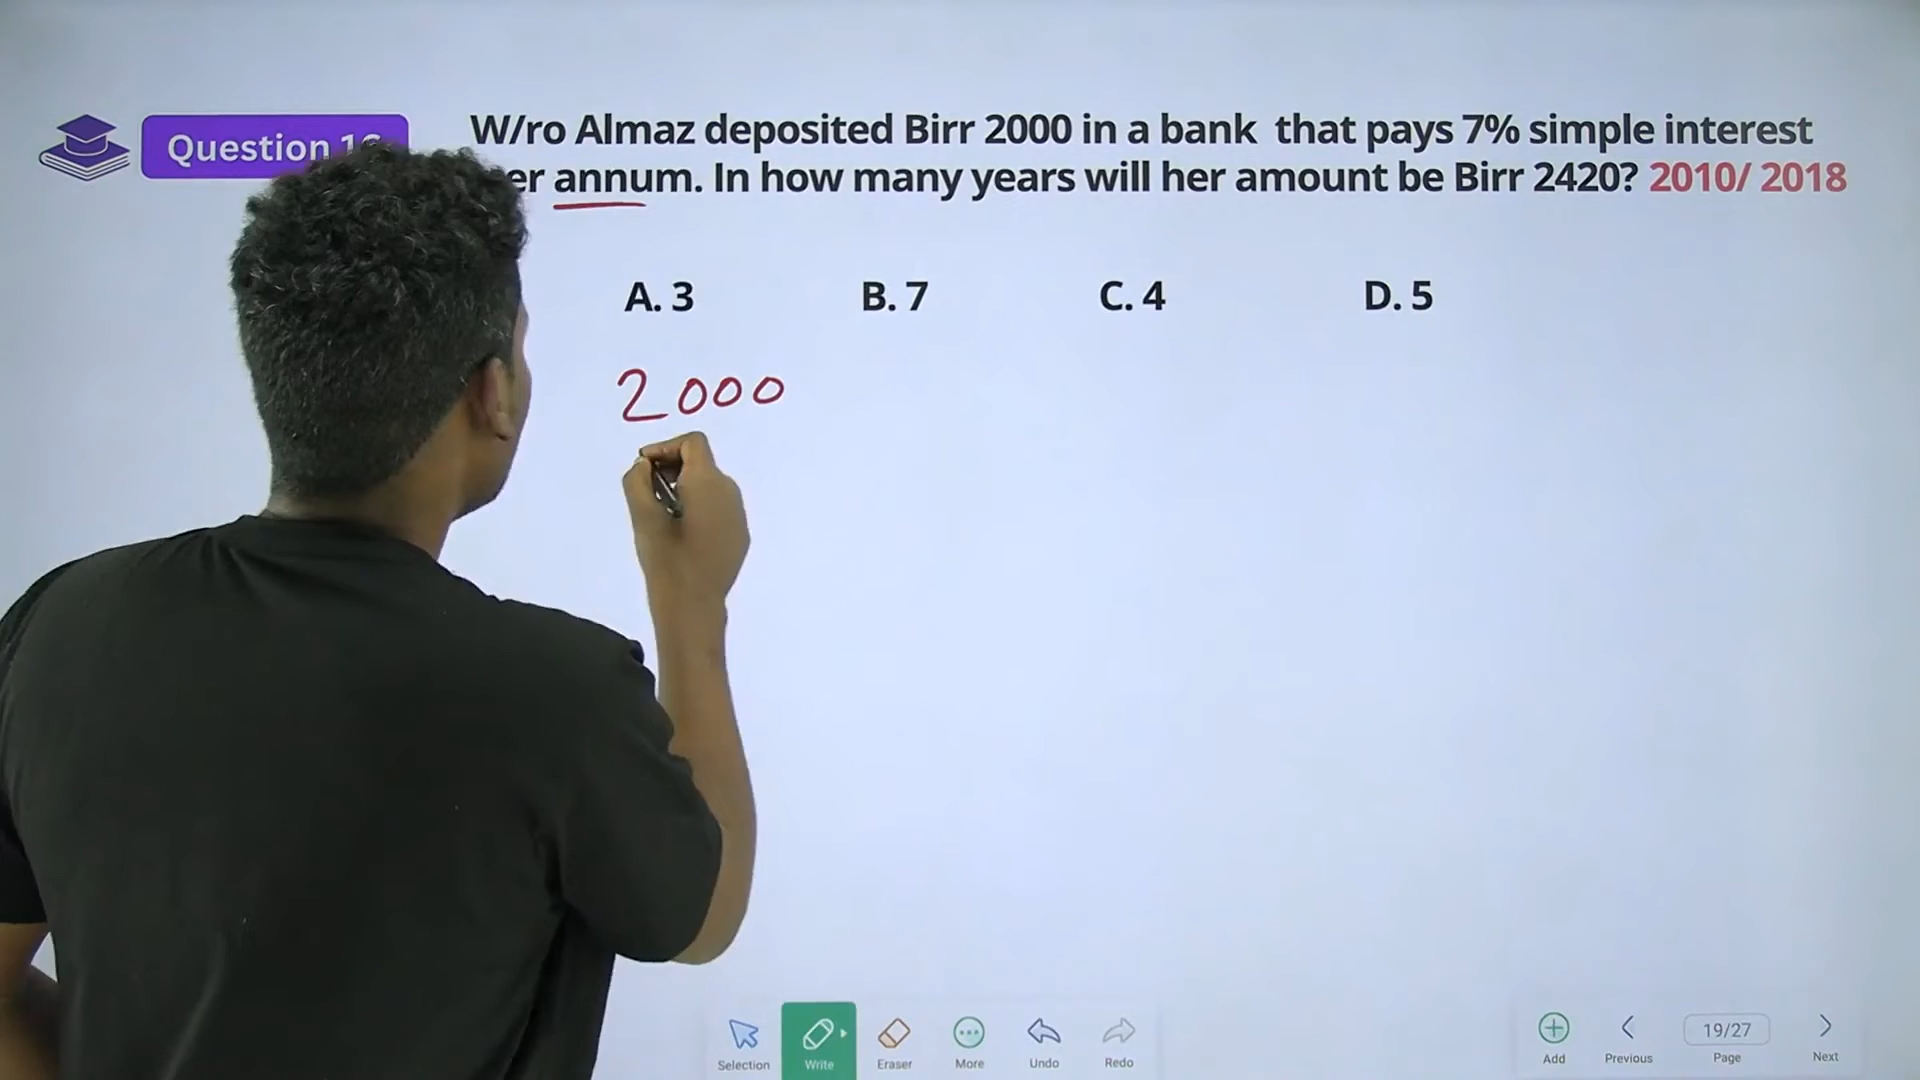 Question
W/ro Almaz deposited Birr 2000 in a bank that pays 7% simple interest
annum. In how many years will her amount be Birr 2420? 2010/ 2018
A. 3 B. 7 C. 4 D. 5
2000
Selection Write Eraser More Undo Redo
Add Previous 19/27 Page Next